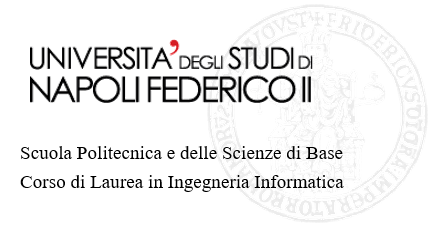 UNIVERSITA' DEGLI STUDI DI
NAPOLI FEDERICO II
Scuola Politecnica e delle Scienze di Base
Corso di Laurea in Ingegneria Informatica